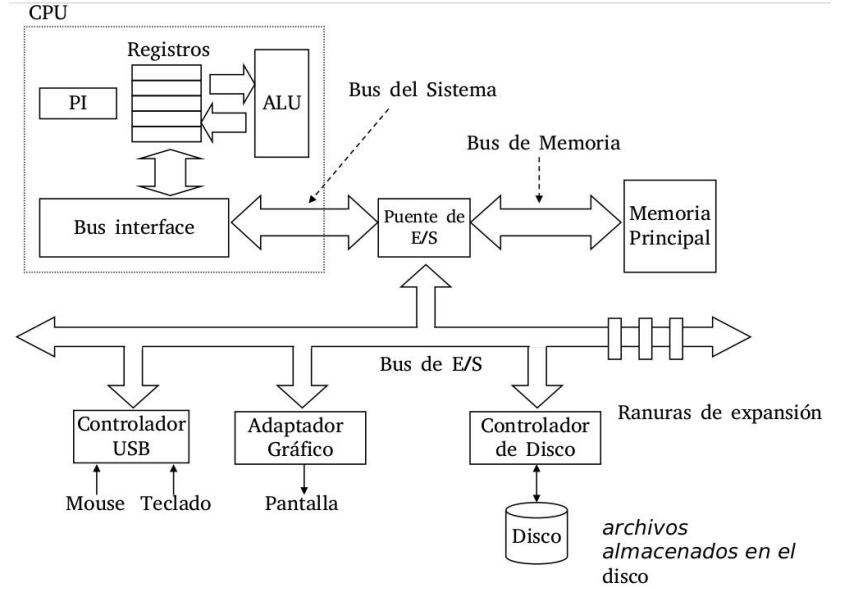 CPU
Registros
PI
ALU
Bus del Sistema
Bus de Memoria
Bus interface
Puente de
E/S
Memoria
Principal
Bus de E/S
Ranuras de expansión
Controlador
USB
Adaptador
Gráfico
Controlador
de Disco
Mouse
Teclado
Pantalla
Disco
archivos
almacenados en el
disco